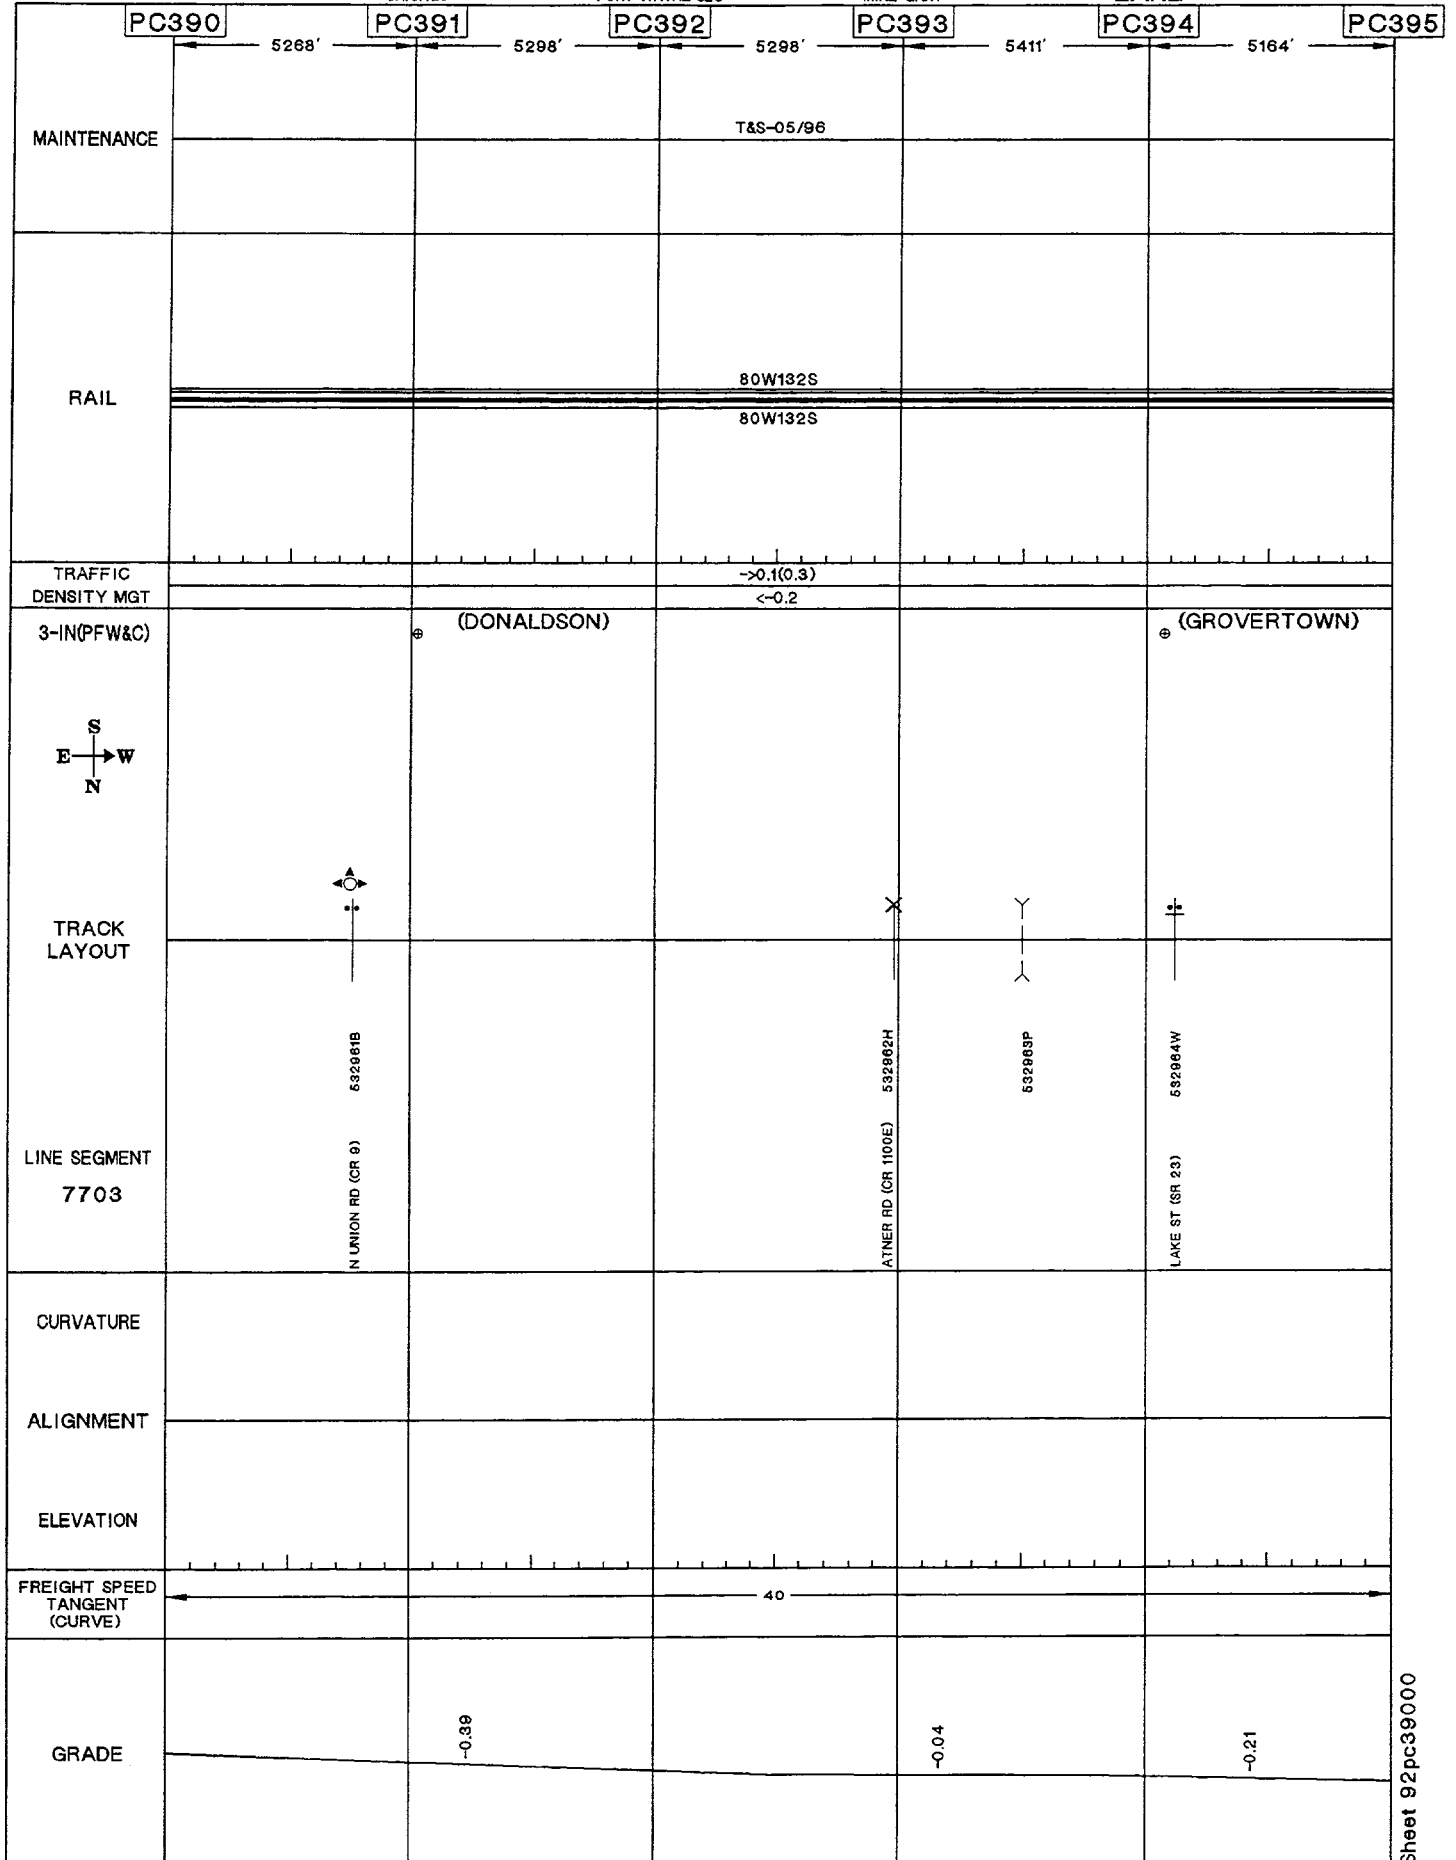 PC390 PC391 PC392 PC393 PC394 PC395
5268' 5298' 5298' 5411' 5164'
MAINTENANCE
T&S-05/96
RAIL
80W132S
80W132S
TRAFFIC
DENSITY MGT
->0.1(0.3)
<-0.2
3-IN(PFW&C)
(DONALDSON)
(GROVERTOWN)
S
E W
N
TRACK
LAYOUT
N UNION RD (CR 9) 532961B
ATNER RD (CR 1100E) 532962H
532963P
LAKE ST (SR 23) 532964W
LINE SEGMENT
7703
CURVATURE
ALIGNMENT
ELEVATION
FREIGHT SPEED
TANGENT
(CURVE)
40
GRADE
-0.39
-0.04
-0.21
Sheet 92pc39000